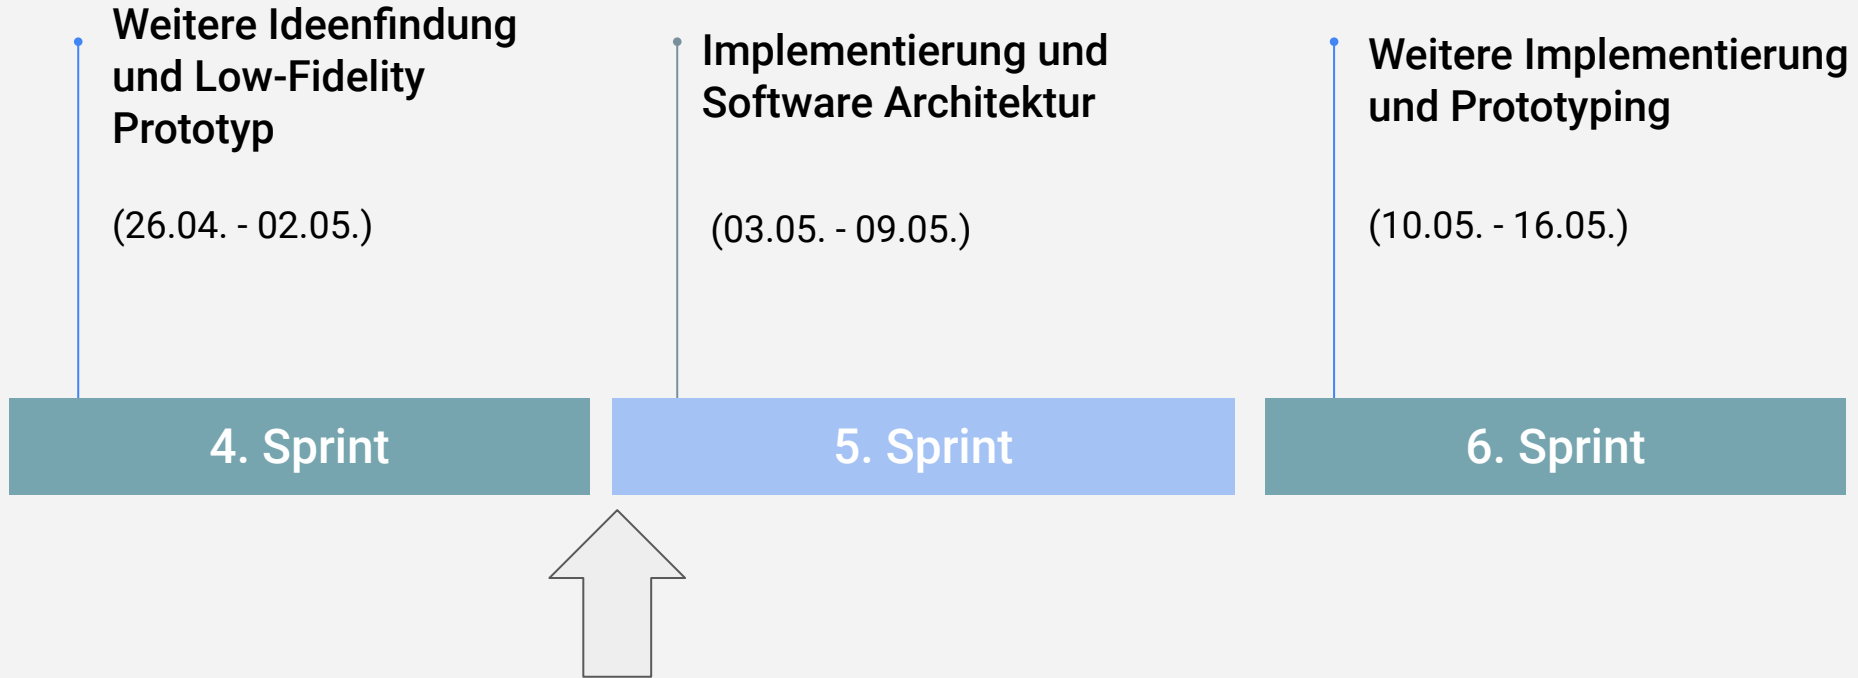 Weitere Ideenfindung
und Low-Fidelity
Prototyp
(26.04. - 02.05.)
Implementierung und
Software Architektur
(03.05. - 09.05.)
Weitere Implementierung
und Prototyping
(10.05. - 16.05.)
4. Sprint
5. Sprint
6. Sprint